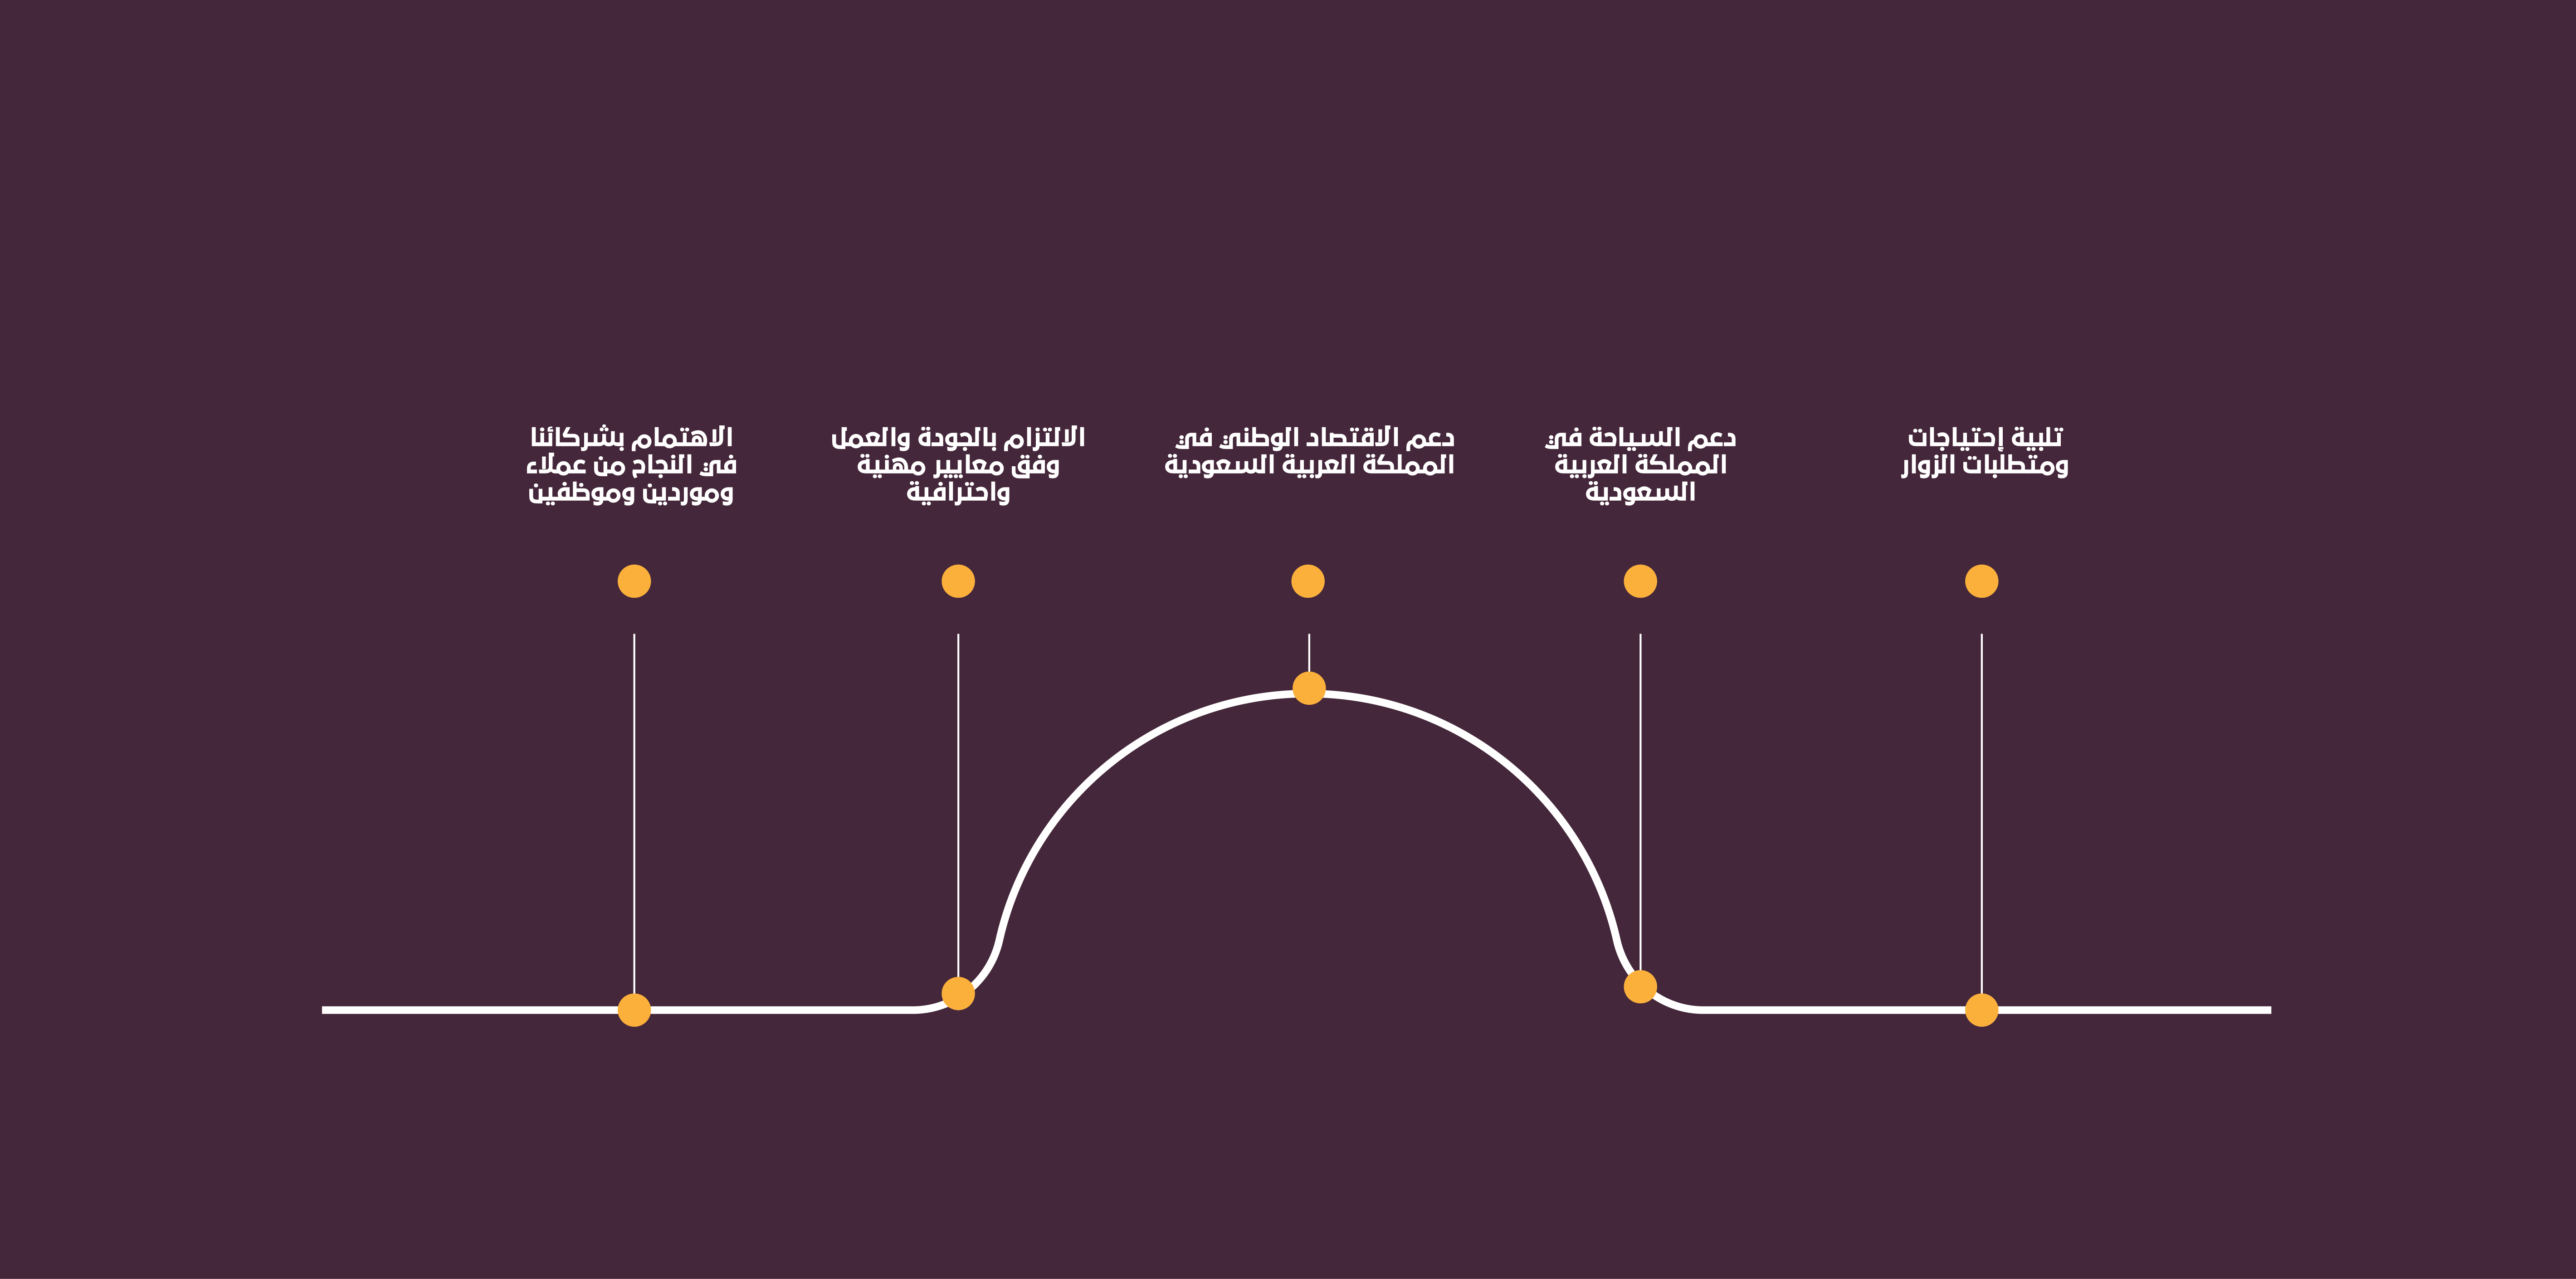 تلبية إحتياجات
ومتطلبات الزوار
دعم السياحة في
المملكة العربية
السعودية
دعم الاقتصاد الوطني في
المملكة العربية السعودية
الالتزام بالجودة والعمل
وفق معايير مهنية
واحترافية
الاهتمام بشركائنا
في النجاح من عملاء
وموردين وموظفين